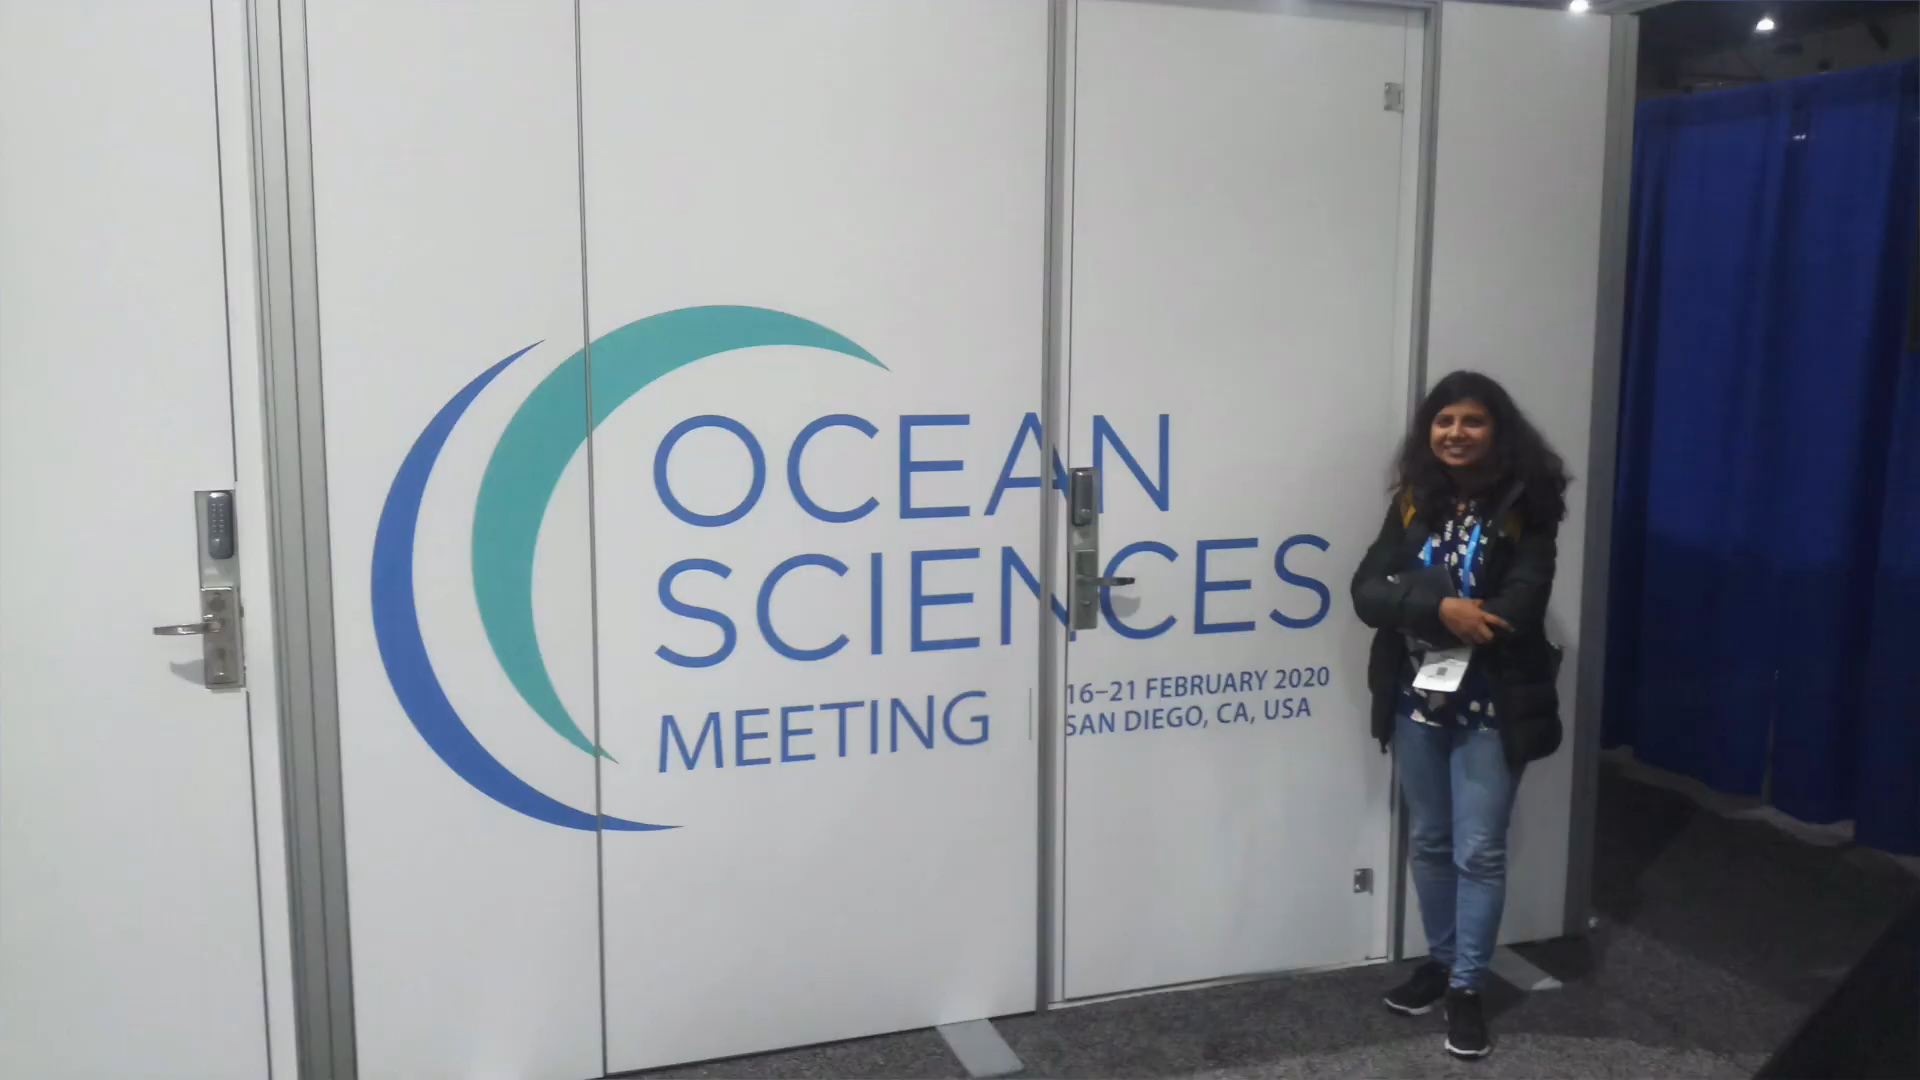 OCEAN
SCIENCES
MEETING
16–21 FEBRUARY 2020
SAN DIEGO, CA, USA